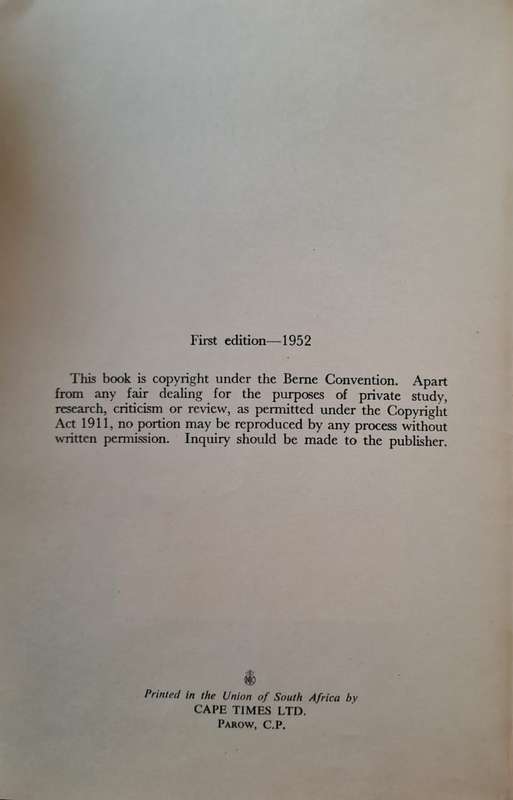 First edition—1952
This book is copyright under the Berne Convention. Apart
from any fair dealing for the purposes of private study,
research, criticism or review, as permitted under the Copyright
Act 1911, no portion may be reproduced by any process without
written permission. Inquiry should be made to the publisher.
Printed in the Union of South Africa by
CAPE TIMES LTD.
PAROW, C.P.